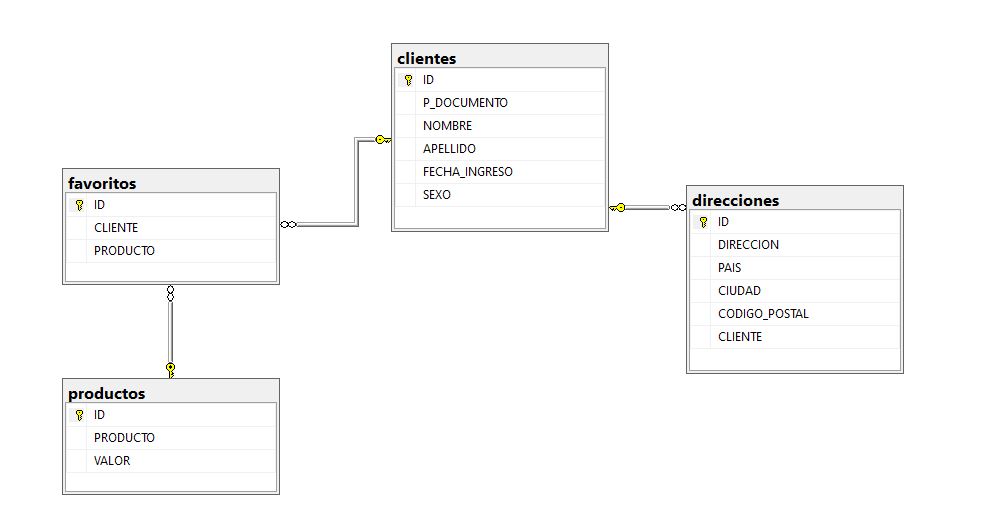 clientes
ID
P_DOCUMENTO
NOMBRE
APELLIDO
FECHA_INGRESO
SEXO
favoritos
ID
CLIENTE
PRODUCTO
direcciones
ID
DIRECCION
PAIS
CIUDAD
CODIGO_POSTAL
CLIENTE
productos
ID
PRODUCTO
VALOR